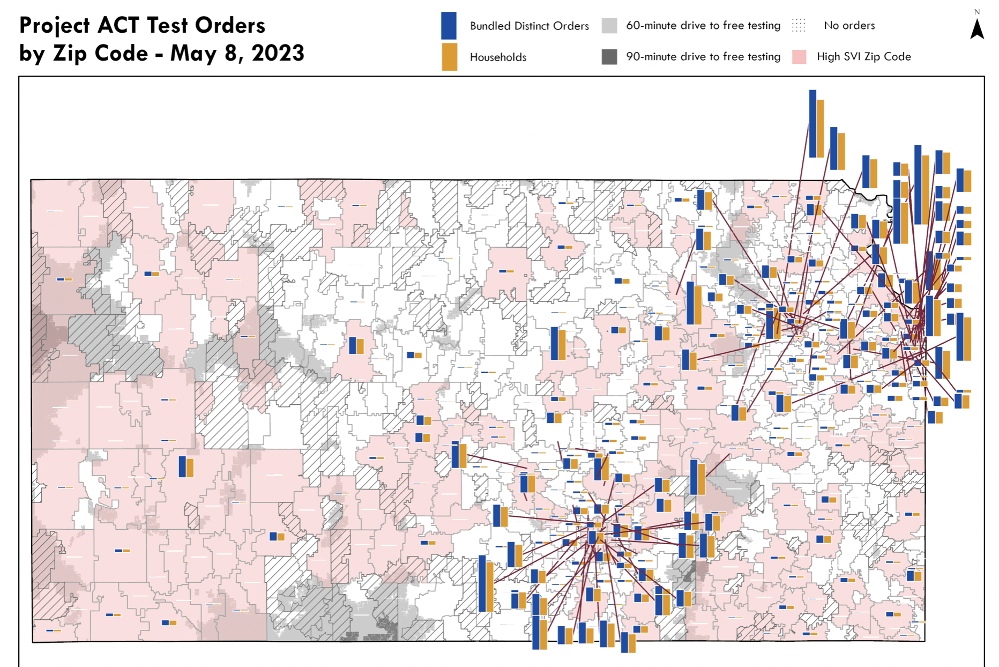 Project ACT Test Orders
by Zip Code - May 8, 2023
Bundled Distinct Orders
Households
60-minute drive to free testing
90-minute drive to free testing
No orders
High SVI Zip Code
N